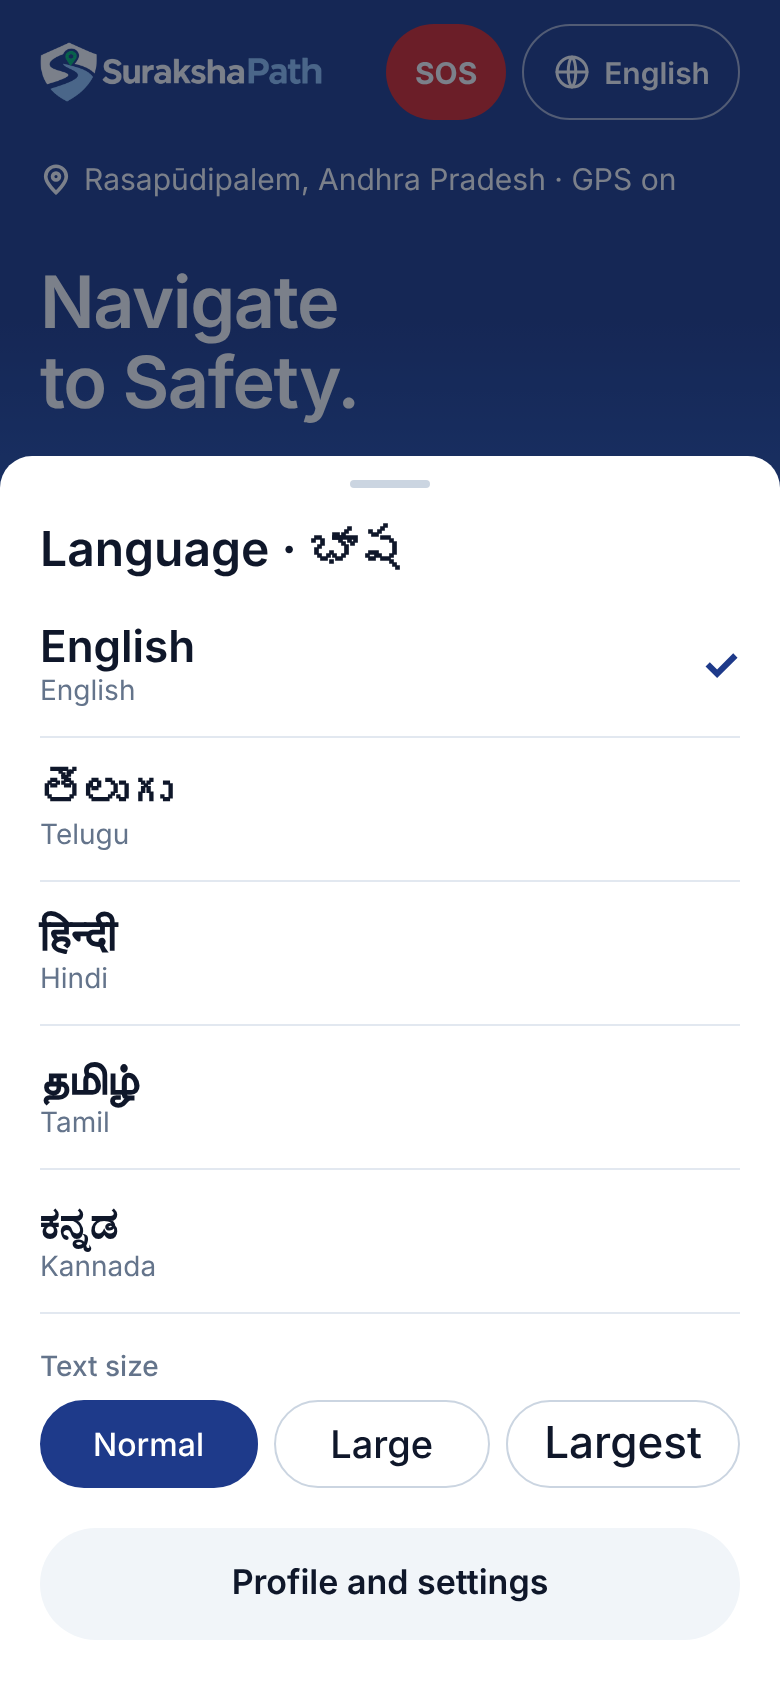 SurakshaPath
SOS
English
Rasapūdipalem, Andhra Pradesh · GPS on
Navigate
to Safety.
Language · భాష
English
English
తెలుగు
Telugu
हिन्दी
Hindi
தமிழ்
Tamil
ಕನ್ನಡ
Kannada
Text size
Normal
Large
Largest
Profile and settings